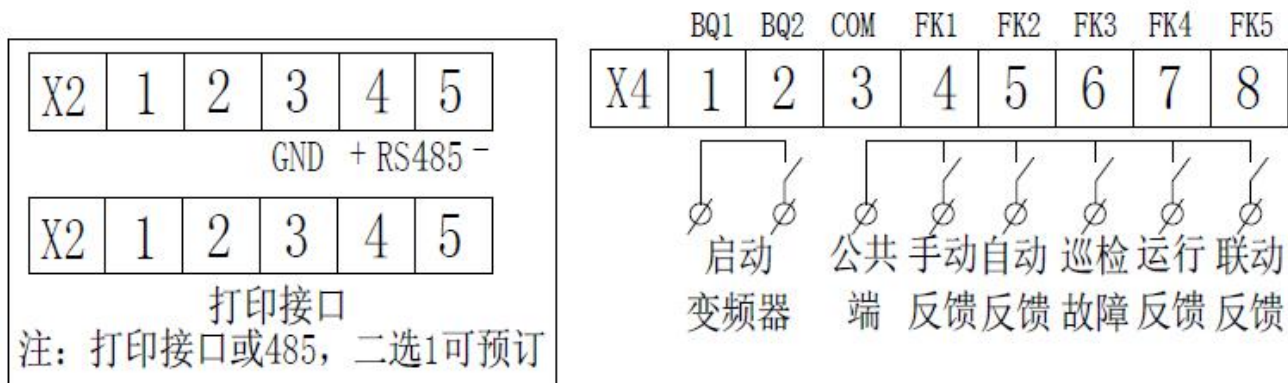 X2 1 2 3 4 5
GND + RS485 -
X2 1 2 3 4 5
打印接口
注：打印接口或485，二选1可预订
BQ1 BQ2 COM FK1 FK2 FK3 FK4 FK5
X4 1 2 3 4 5 6 7 8
启动 公共 手动 自动 巡检 运行 联动
变频器 端 反馈 反馈 故障 反馈 反馈